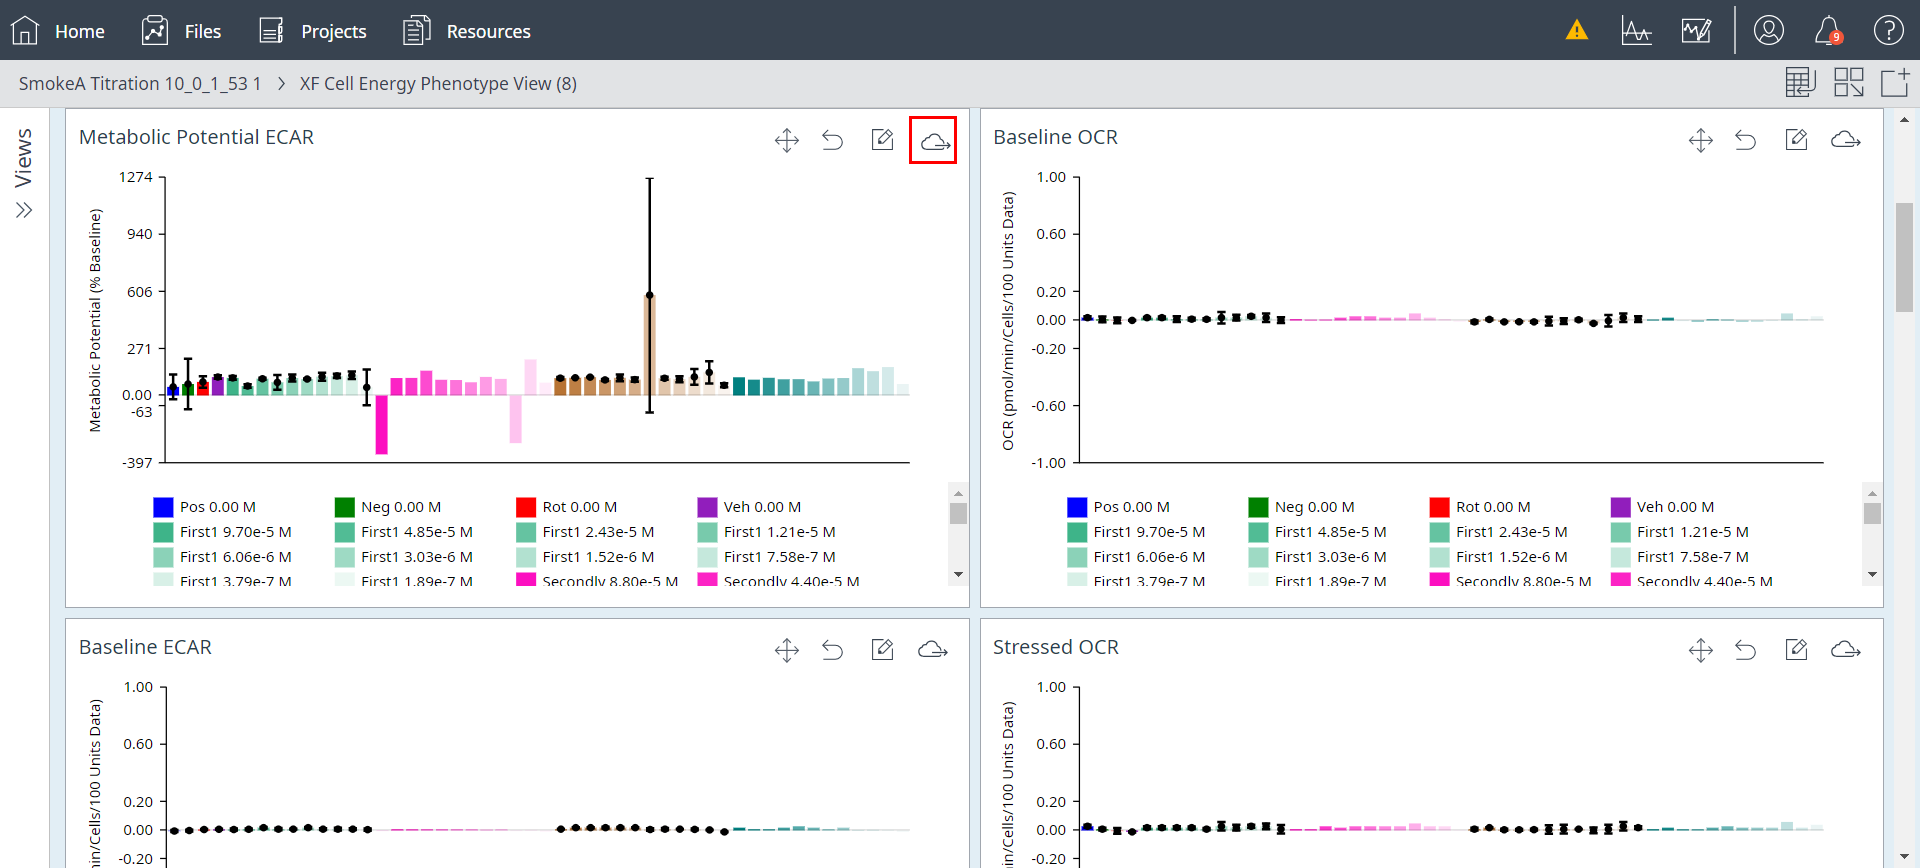 Home Files Projects Resources
9
SmokeA Titration 10_0_1_53 1 > XF Cell Energy Phenotype View (8)
Views
Metabolic Potential ECAR
1274
940
606
271
0.00
-63
-397
Metabolic Potential (% Baseline)
Pos 0.00 M Neg 0.00 M Rot 0.00 M Veh 0.00 M
First1 9.70e-5 M First1 4.85e-5 M First1 2.43e-5 M First1 1.21e-5 M
First1 6.06e-6 M First1 3.03e-6 M First1 1.52e-6 M First1 7.58e-7 M
First1 3.79e-7 M First1 1.89e-7 M Secondly 8.80e-5 M Secondly 4.40e-5 M
Baseline OCR
1.00
0.60
0.20
0.00
-0.20
-0.60
-1.00
OCR (pmol/min/Cells/100 Units Data)
Pos 0.00 M Neg 0.00 M Rot 0.00 M Veh 0.00 M
First1 9.70e-5 M First1 4.85e-5 M First1 2.43e-5 M First1 1.21e-5 M
First1 6.06e-6 M First1 3.03e-6 M First1 1.52e-6 M First1 7.58e-7 M
First1 3.79e-7 M First1 1.89e-7 M Secondly 8.80e-5 M Secondly 4.40e-5 M
Baseline ECAR
1.00
0.60
0.20
0.00
-0.20
in/Cells/100 Units Data)
Stressed OCR
1.00
0.60
0.20
0.00
-0.20
in/Cells/100 Units Data)